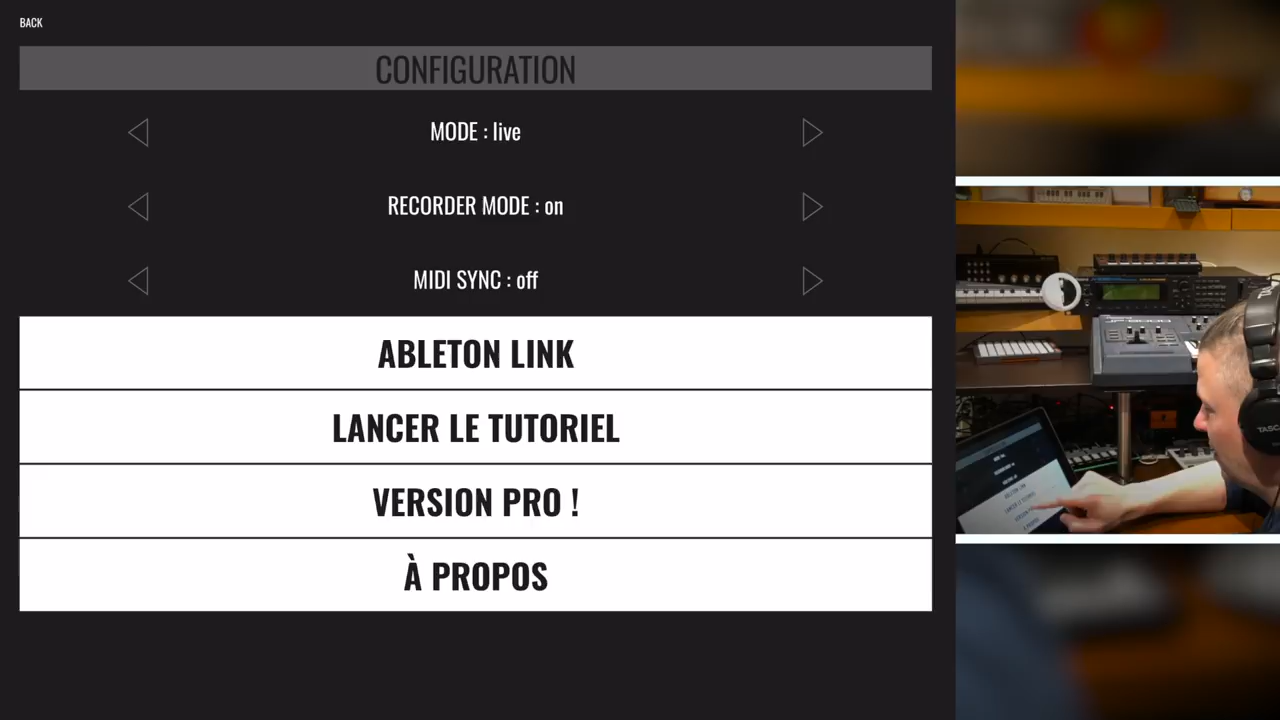 BACK
CONFIGURATION
MODE : live
RECORDER MODE : on
MIDI SYNC : off
ABLETON LINK
LANCER LE TUTORIEL
VERSION PRO !
À PROPOS